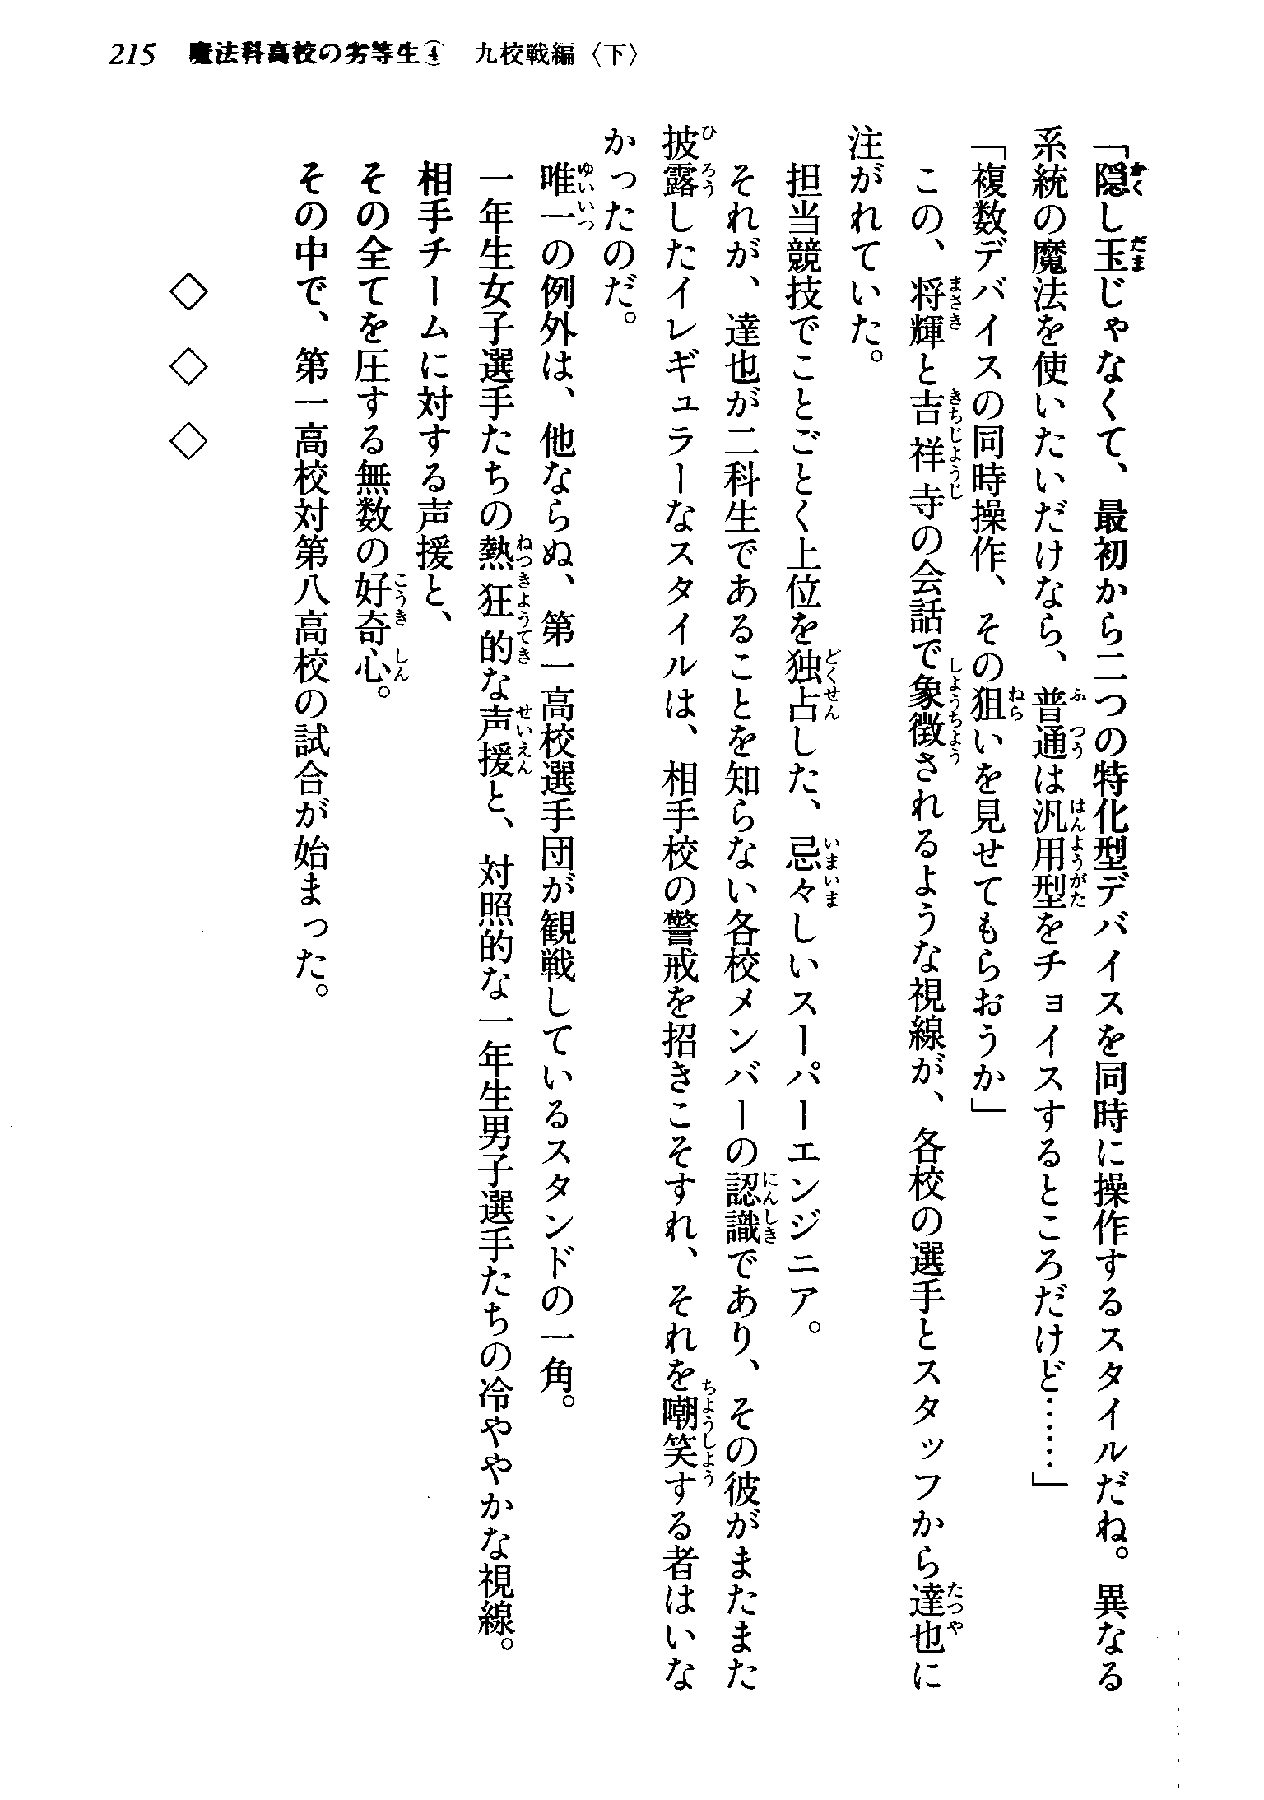 215 魔法科高校の劣等生④ 九校戦編〈下〉
「隠し玉じゃなくて、最初から二つの特化型デバイスを同時に操作するスタイルだね。異なる
系統の魔法を使いたいだけなら、普通は汎用型をチョイスするところだけど……」
「複数デバイスの同時操作、その狙いを見せてもらおうか」
この、将輝と吉祥寺の会話で象徴されるような視線が、各校の選手とスタッフから達也に
注がれていた。
担当競技でことごとく上位を独占した、忌々しいスーパーエンジニア。
それが、達也が二科生であることを知らない各校メンバーの認識であり、その彼がまたまた
披露したイレギュラーなスタイルは、相手校の警戒を招きこそすれ、それを嘲笑する者はいな
かったのだ。
唯一の例外は、他ならぬ、第一高校選手団が観戦しているスタンドの一角。
一年生女子選手たちの熱狂的な声援と、対照的な一年生男子選手たちの冷ややかな視線。
相手チームに対する声援と、
その全てを圧する無数の好奇心。
その中で、第一高校対第八高校の試合が始まった。
◇ ◇ ◇